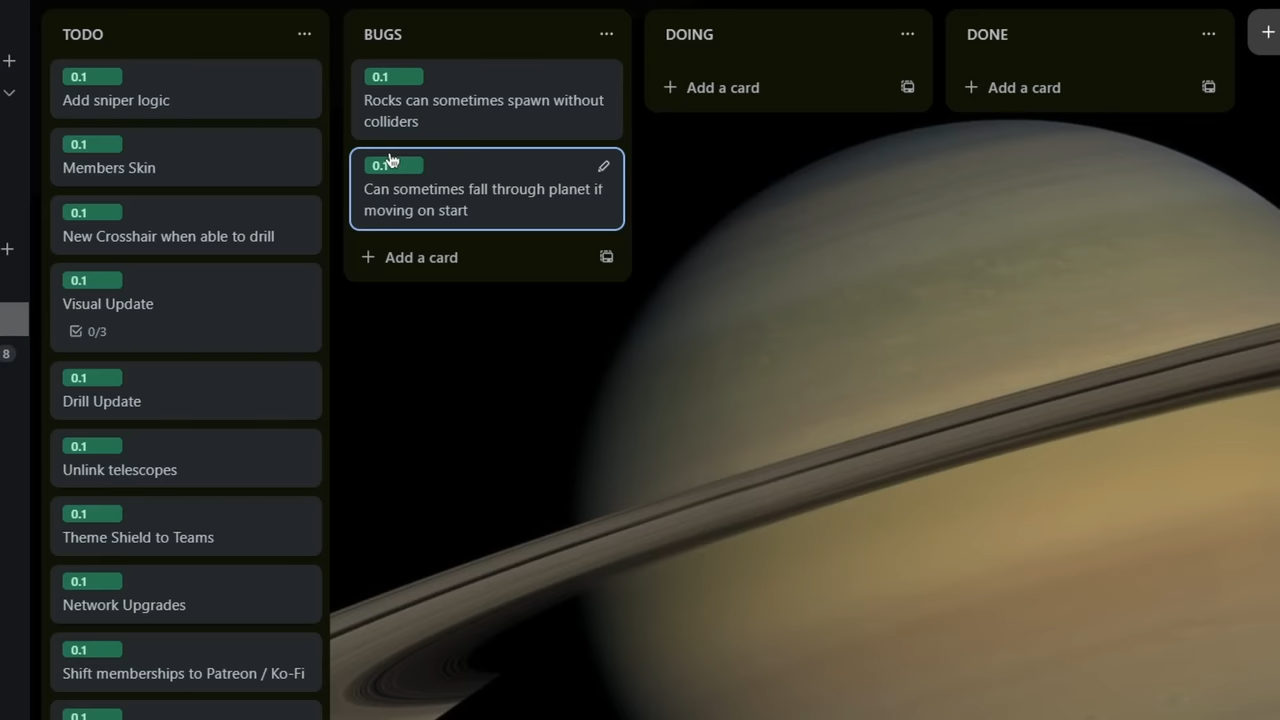 TODO
0.1
Add sniper logic
0.1
Members Skin
0.1
New Crosshair when able to drill
0.1
Visual Update
0/3
0.1
Drill Update
0.1
Unlink telescopes
0.1
Theme Shield to Teams
0.1
Network Upgrades
0.1
Shift memberships to Patreon / Ko-Fi
0.1
BUGS
0.1
Rocks can sometimes spawn without
colliders
0.1
Can sometimes fall through planet if
moving on start
Add a card
DOING
Add a card
DONE
Add a card
8